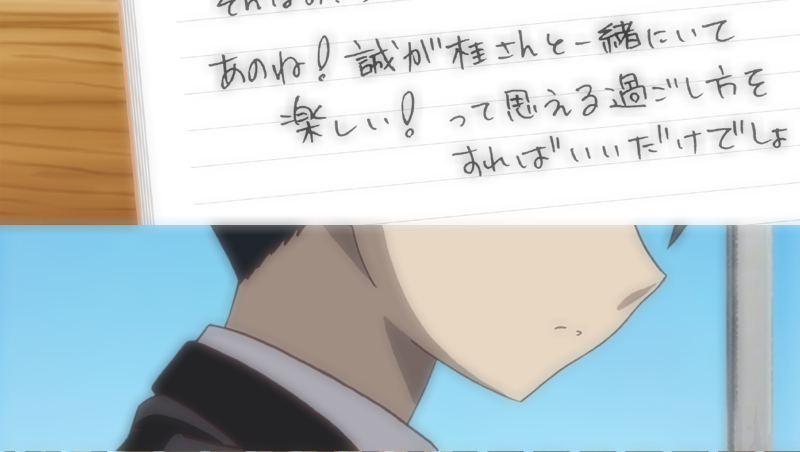 あのね！誠が桂さんと一緒にいて
楽しい！って思える過ごし方を
すればいいだけでしょ